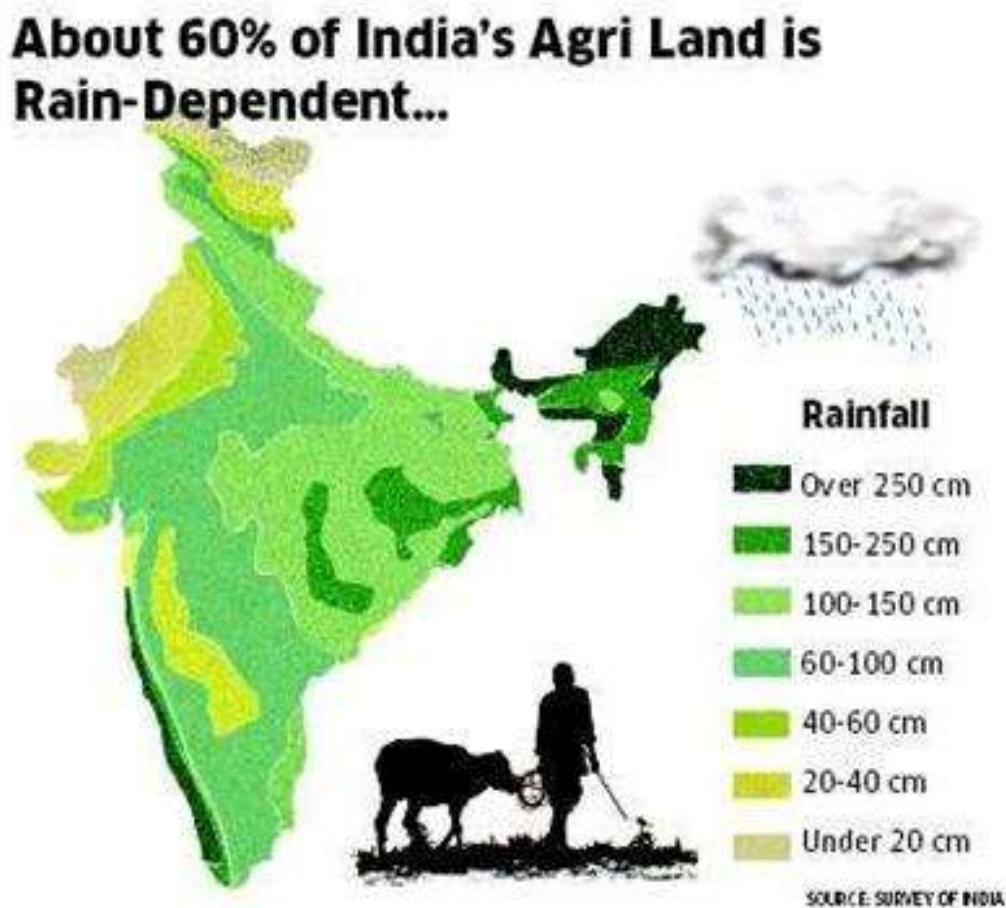 About 60% of India's Agri Land is
Rain-Dependent...
Rainfall
Over 250 cm
150-250 cm
100-150 cm
60-100 cm
40-60 cm
20-40 cm
Under 20 cm
SOURCE: SURVEY OF INDIA